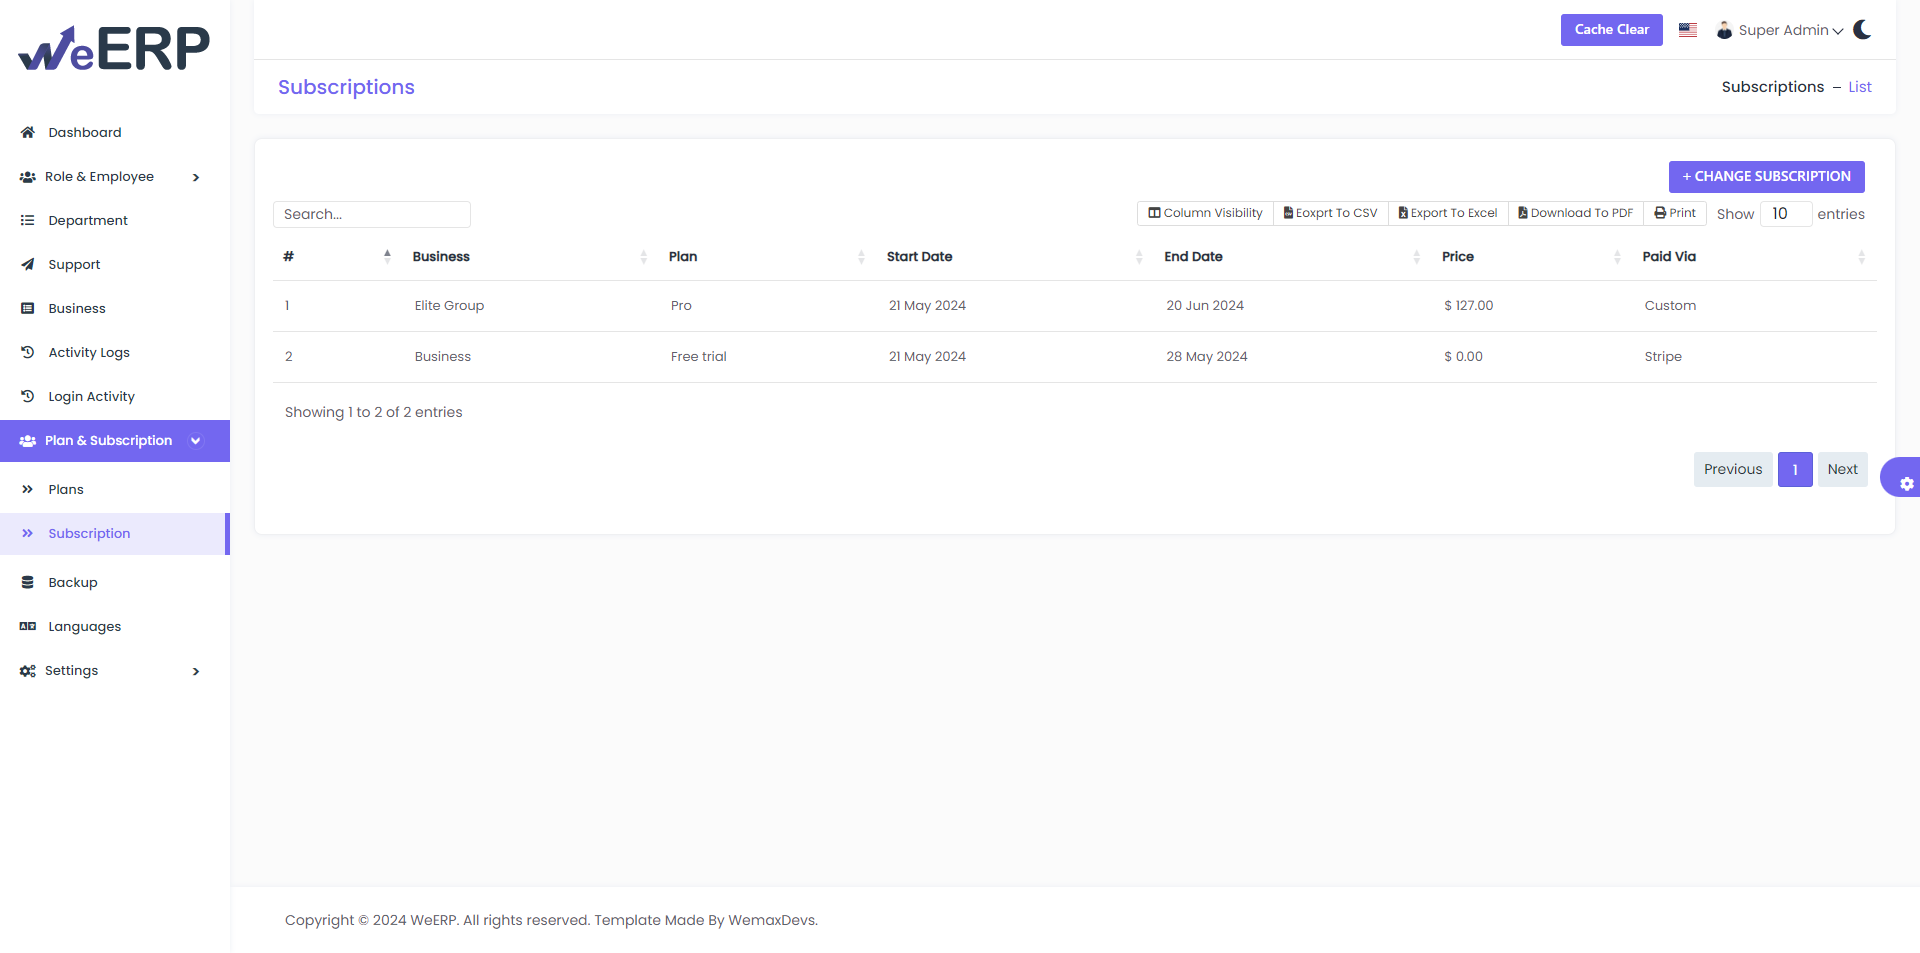 WeERP
Cache Clear
Super Admin
Subscriptions
Subscriptions – List
Dashboard
Role & Employee
Department
Support
Business
Activity Logs
Login Activity
Plan & Subscription
Plans
Subscription
Backup
Languages
Settings
+ CHANGE SUBSCRIPTION
Search...
Column Visibility
Eoxprt To CSV
Export To Excel
Download To PDF
Print
Show 10 entries
# Business Plan Start Date End Date Price Paid Via
1 Elite Group Pro 21 May 2024 20 Jun 2024 $ 127.00 Custom
2 Business Free trial 21 May 2024 28 May 2024 $ 0.00 Stripe
Showing 1 to 2 of 2 entries
Previous 1 Next
Copyright © 2024 WeERP. All rights reserved. Template Made By WemaxDevs.